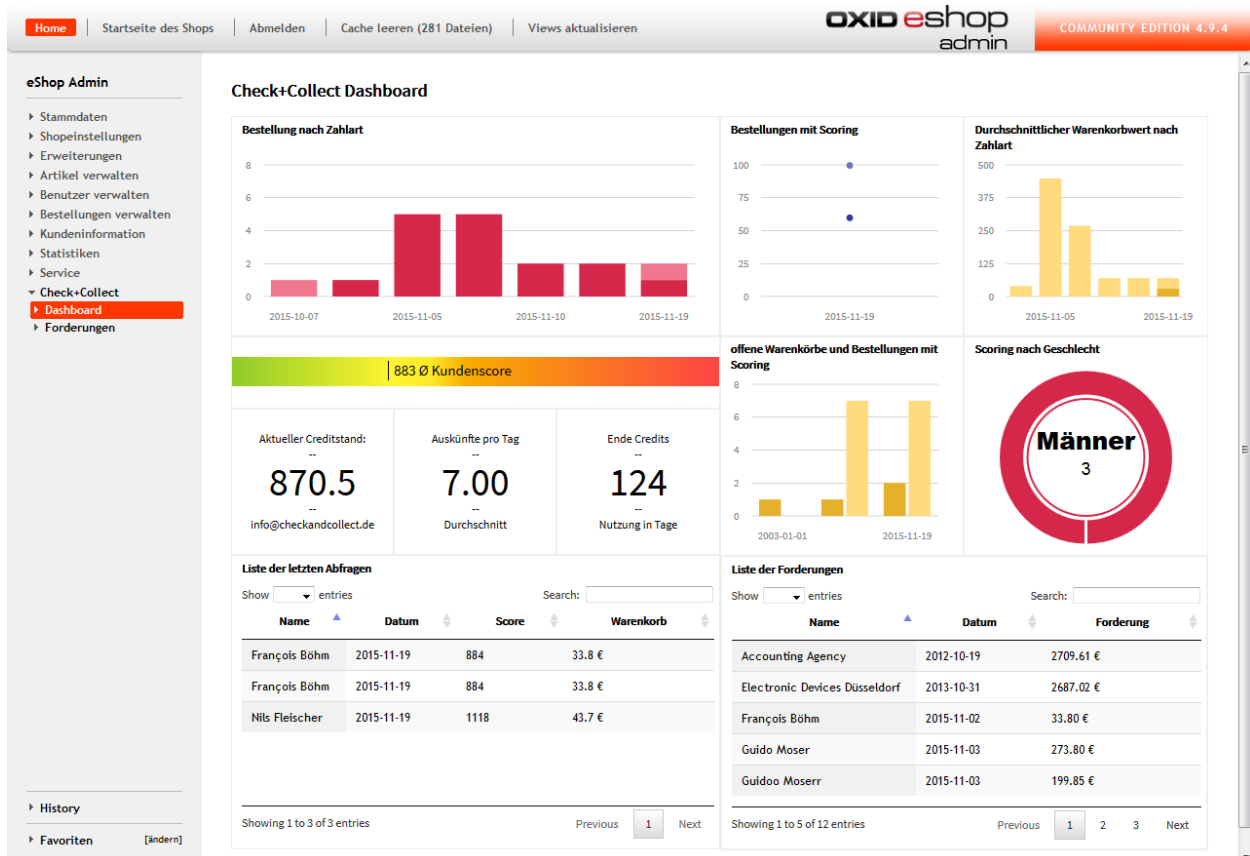 Home
Startseite des Shops
Abmelden
Cache leeren (281 Dateien)
Views aktualisieren
OXID eshop
admin
COMMUNITY EDITION 4.9.4
eShop Admin
Stammdaten
Shopeinstellungen
Erweiterungen
Artikel verwalten
Benutzer verwalten
Bestellungen verwalten
Kundeninformation
Statistiken
Service
Check+Collect
Dashboard
Forderungen
History
Favoriten [ändern]
Check+Collect Dashboard
Bestellung nach Zahlart
8
6
4
2
0
2015-10-07 2015-11-05 2015-11-10 2015-11-19
Bestellungen mit Scoring
100
75
50
25
0
2015-11-19
Durchschnittlicher Warenkorbwert nach
Zahlart
500
375
250
125
0
2015-11-05 2015-11-19
883 Ø Kundenscore
Aktueller Creditstand:
--
870.5
--
info@checkandcollect.de
Auskünfte pro Tag
--
7.00
--
Durchschnitt
Ende Credits
--
124
--
Nutzung in Tage
offene Warenkörbe und Bestellungen mit
Scoring
8
6
4
2
0
2003-01-01 2015-11-19
Scoring nach Geschlecht
Männer
3
Liste der letzten Abfragen
Show entries Search:
Name Datum Score Warenkorb
François Böhm 2015-11-19 884 33.8 €
François Böhm 2015-11-19 884 33.8 €
Nils Fleischer 2015-11-19 1118 43.7 €
Showing 1 to 3 of 3 entries Previous 1 Next
Liste der Forderungen
Show entries Search:
Name Datum Forderung
Accounting Agency 2012-10-19 2709.61 €
Electronic Devices Düsseldorf 2013-10-31 2687.02 €
François Böhm 2015-11-02 33.80 €
Guido Moser 2015-11-03 273.80 €
Guidoo Moserr 2015-11-03 199.85 €
Showing 1 to 5 of 12 entries Previous 1 2 3 Next